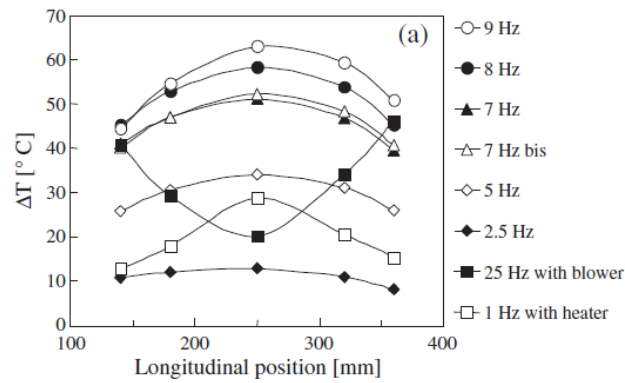 70
(a)
60
50
40
30
20
10
0
ΔT [° C]
100
200
300
400
Longitudinal position [mm]
9 Hz
8 Hz
7 Hz
7 Hz bis
5 Hz
2.5 Hz
25 Hz with blower
1 Hz with heater